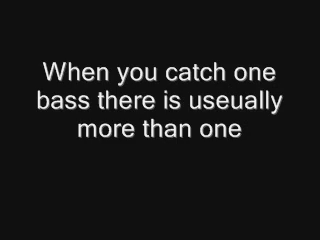 When you catch one
bass there is useually
more than one